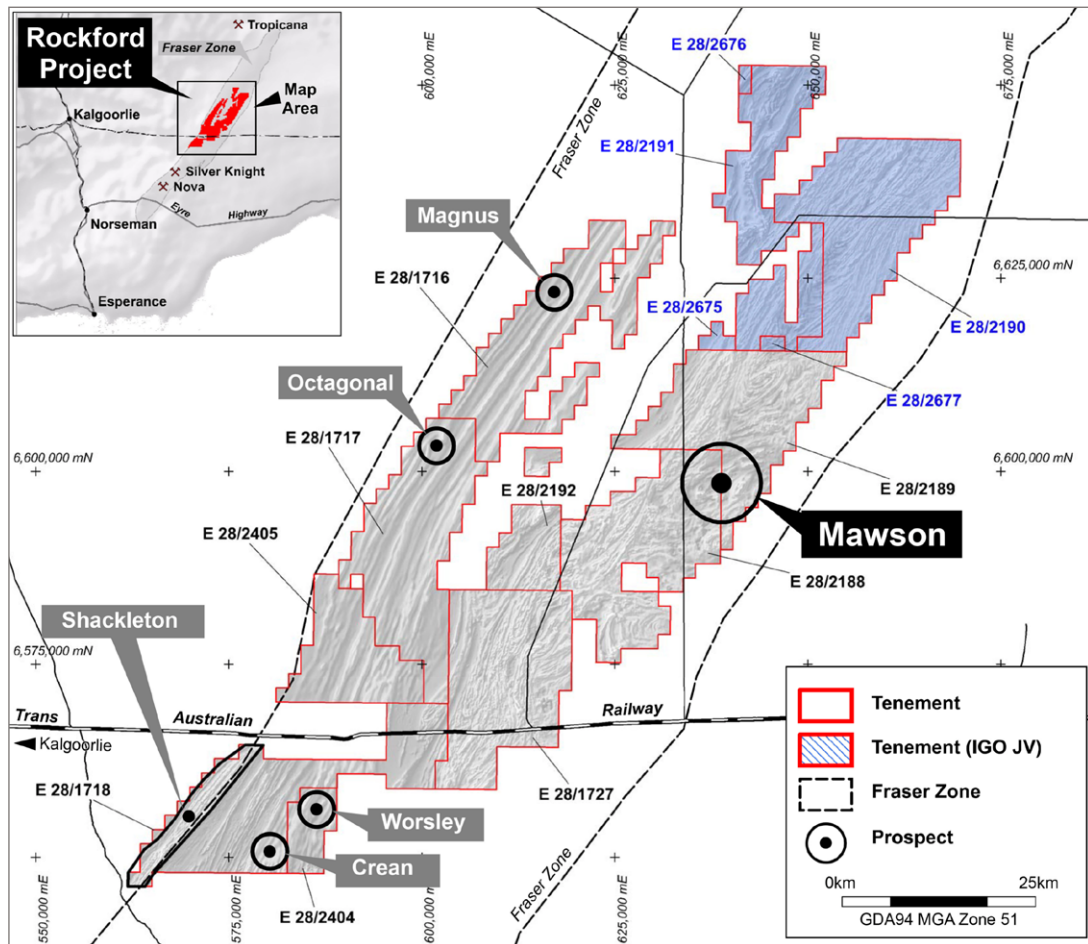 Rockford
Project
Tropicana
Fraser Zone
Map
Area
Kalgoorlie
Silver Knight
Nova
Eyre Highway
Norseman
Esperance
600,000 mE
625,000 mE
650,000 mE
675,000 mE
E 28/2676
Fraser Zone
E 28/2191
Magnus
E 28/1716
6,625,000 mN
E 28/2675
E 28/2190
Octagonal
E 28/2677
E 28/1717
6,600,000 mN
6,600,000 mN
E 28/2192
E 28/2189
E 28/2405
Mawson
E 28/2188
Shackleton
6,575,000 mN
Trans Australian Railway
Kalgoorlie
E 28/1718
E 28/1727
Worsley
Crean
E 28/2404
Fraser Zone
550,000 mE
575,000 mE
600,000 mE
625,000 mE
Tenement
Tenement (IGO JV)
Fraser Zone
Prospect
0km 25km
GDA94 MGA Zone 51